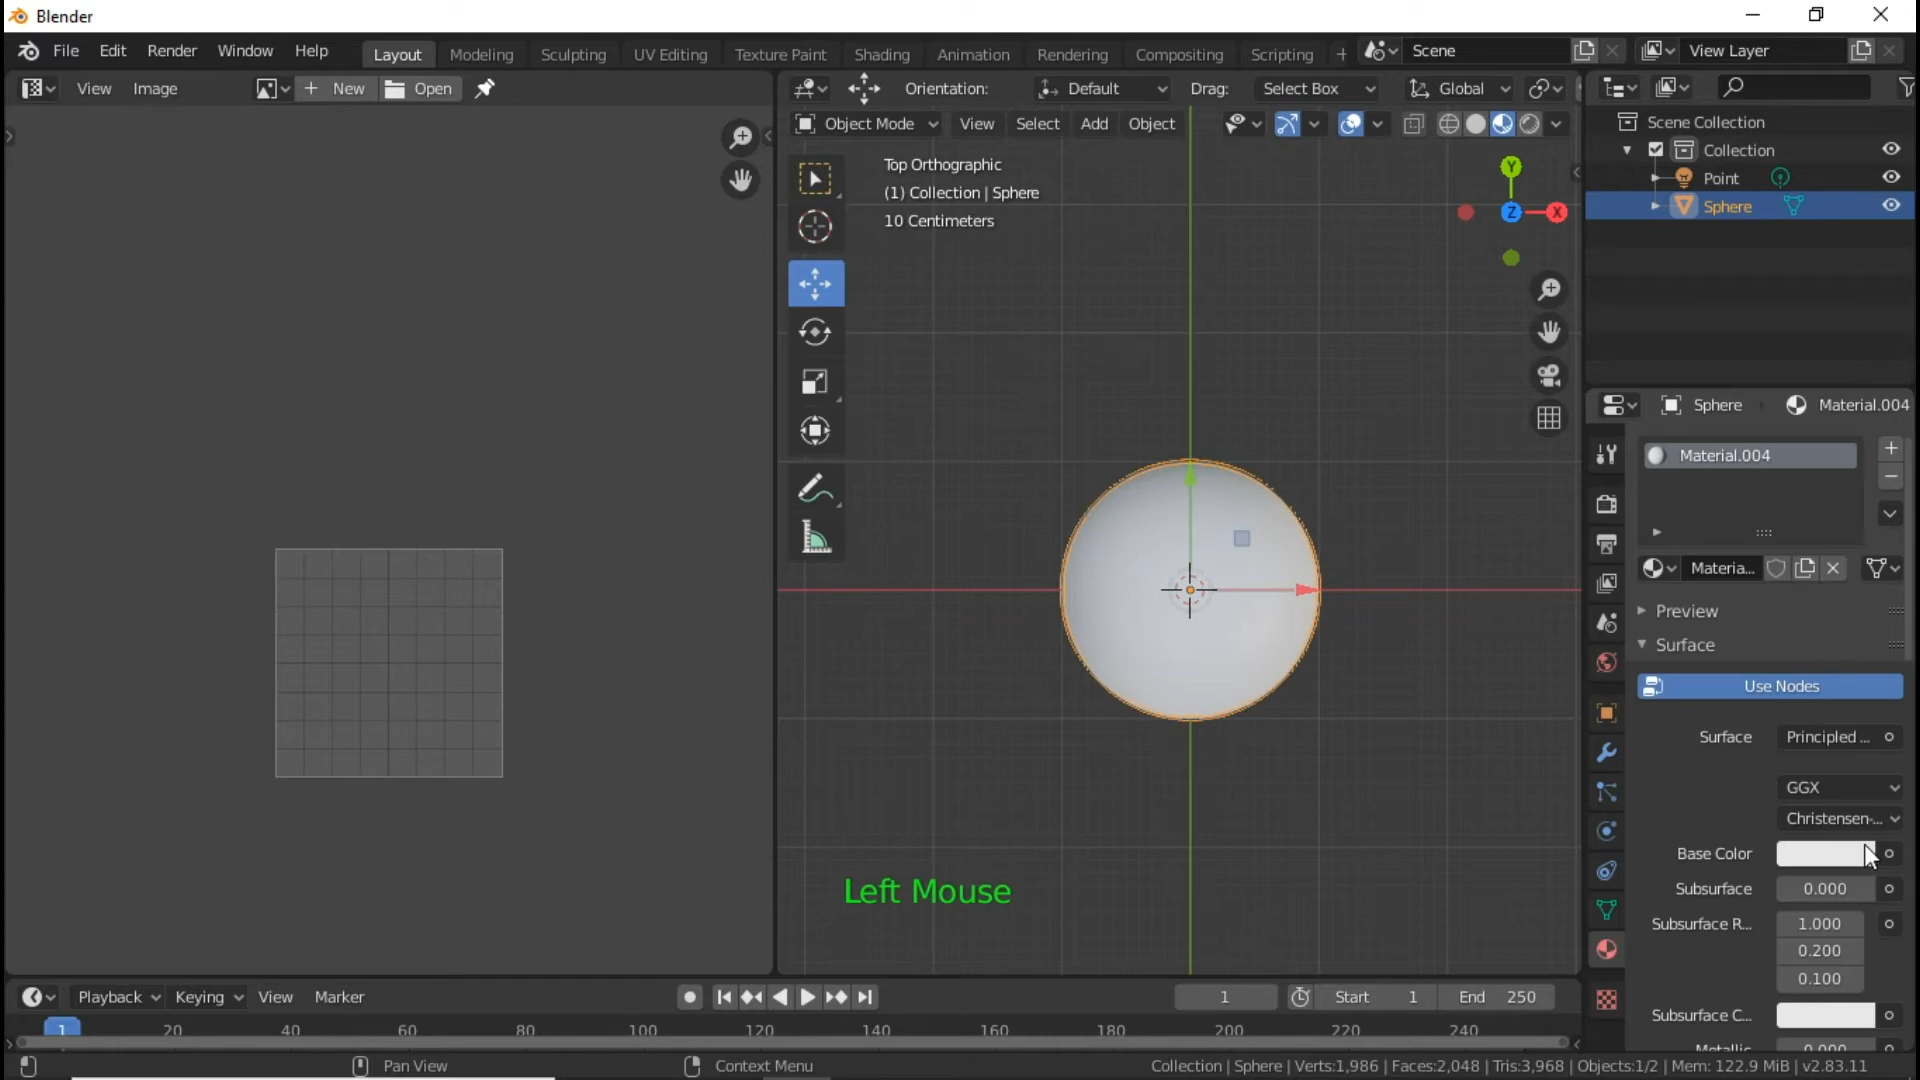 Blender
File Edit Render Window Help Layout Modeling Sculpting UV Editing Texture Paint Shading Animation Rendering Compositing Scripting + Scene View Layer
View Image + New Open Orientation: Default Drag: Select Box Global
Object Mode View Select Add Object
Scene Collection
Collection
Point
Sphere
Top Orthographic
(1) Collection | Sphere
10 Centimeters
Y
Z
X
Sphere Material.004
Material.004
Materia...
Preview
Surface
Use Nodes
Surface Principled ...
GGX
Christensen-...
Base Color
Subsurface 0.000
Subsurface R... 1.000
0.200
0.100
Subsurface C...
Metallic 0.000
Left Mouse
Playback Keying View Marker 1 Start 1 End 250
1 20 40 60 80 100 120 140 160 180 200 220 240
Pan View Context Menu Collection | Sphere | Verts:1,986 | Faces:2,048 | Tris:3,968 | Objects:1/2 | Mem: 122.9 MiB | v2.83.11